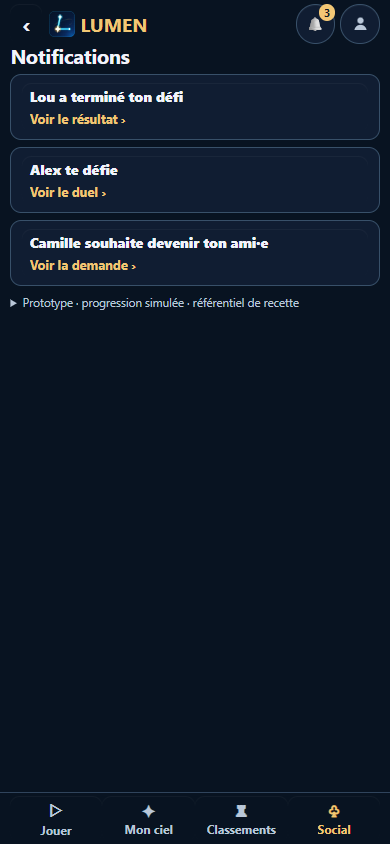 ‹ LUMEN 3
Notifications
Lou a terminé ton défi
Voir le résultat ›
Alex te défie
Voir le duel ›
Camille souhaite devenir ton ami·e
Voir la demande ›
▶ Prototype · progression simulée · référentiel de recette
Jouer
Mon ciel
Classements
Social